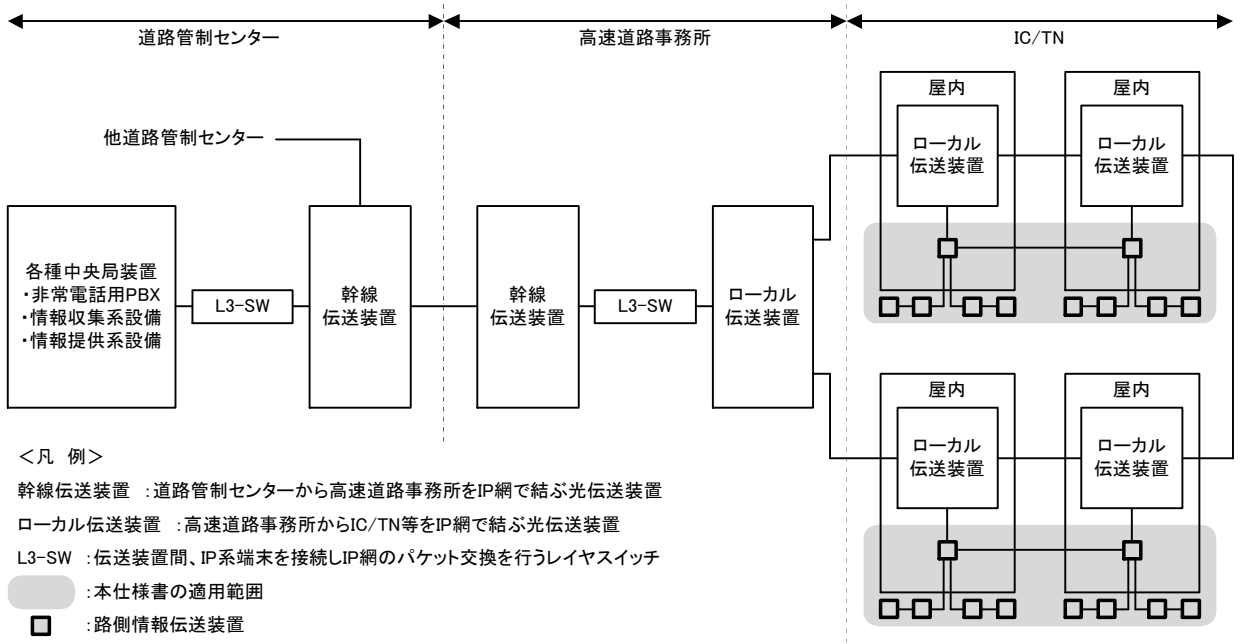 道路管制センター
高速道路事務所
IC/TN
他道路管制センター
各種中央局装置
・非常電話用PBX
・情報収集系設備
・情報提供系設備
L3-SW
幹線
伝送装置
幹線
伝送装置
L3-SW
ローカル
伝送装置
屋内
ローカル
伝送装置
屋内
ローカル
伝送装置
屋内
ローカル
伝送装置
屋内
ローカル
伝送装置
＜凡 例＞
幹線伝送装置 ：道路管制センターから高速道路事務所をIP網で結ぶ光伝送装置
ローカル伝送装置 ：高速道路事務所からIC/TN等をIP網で結ぶ光伝送装置
L3-SW ：伝送装置間、IP系端末を接続しIP網のパケット交換を行うレイヤスイッチ
：本仕様書の適用範囲
：路側情報伝送装置